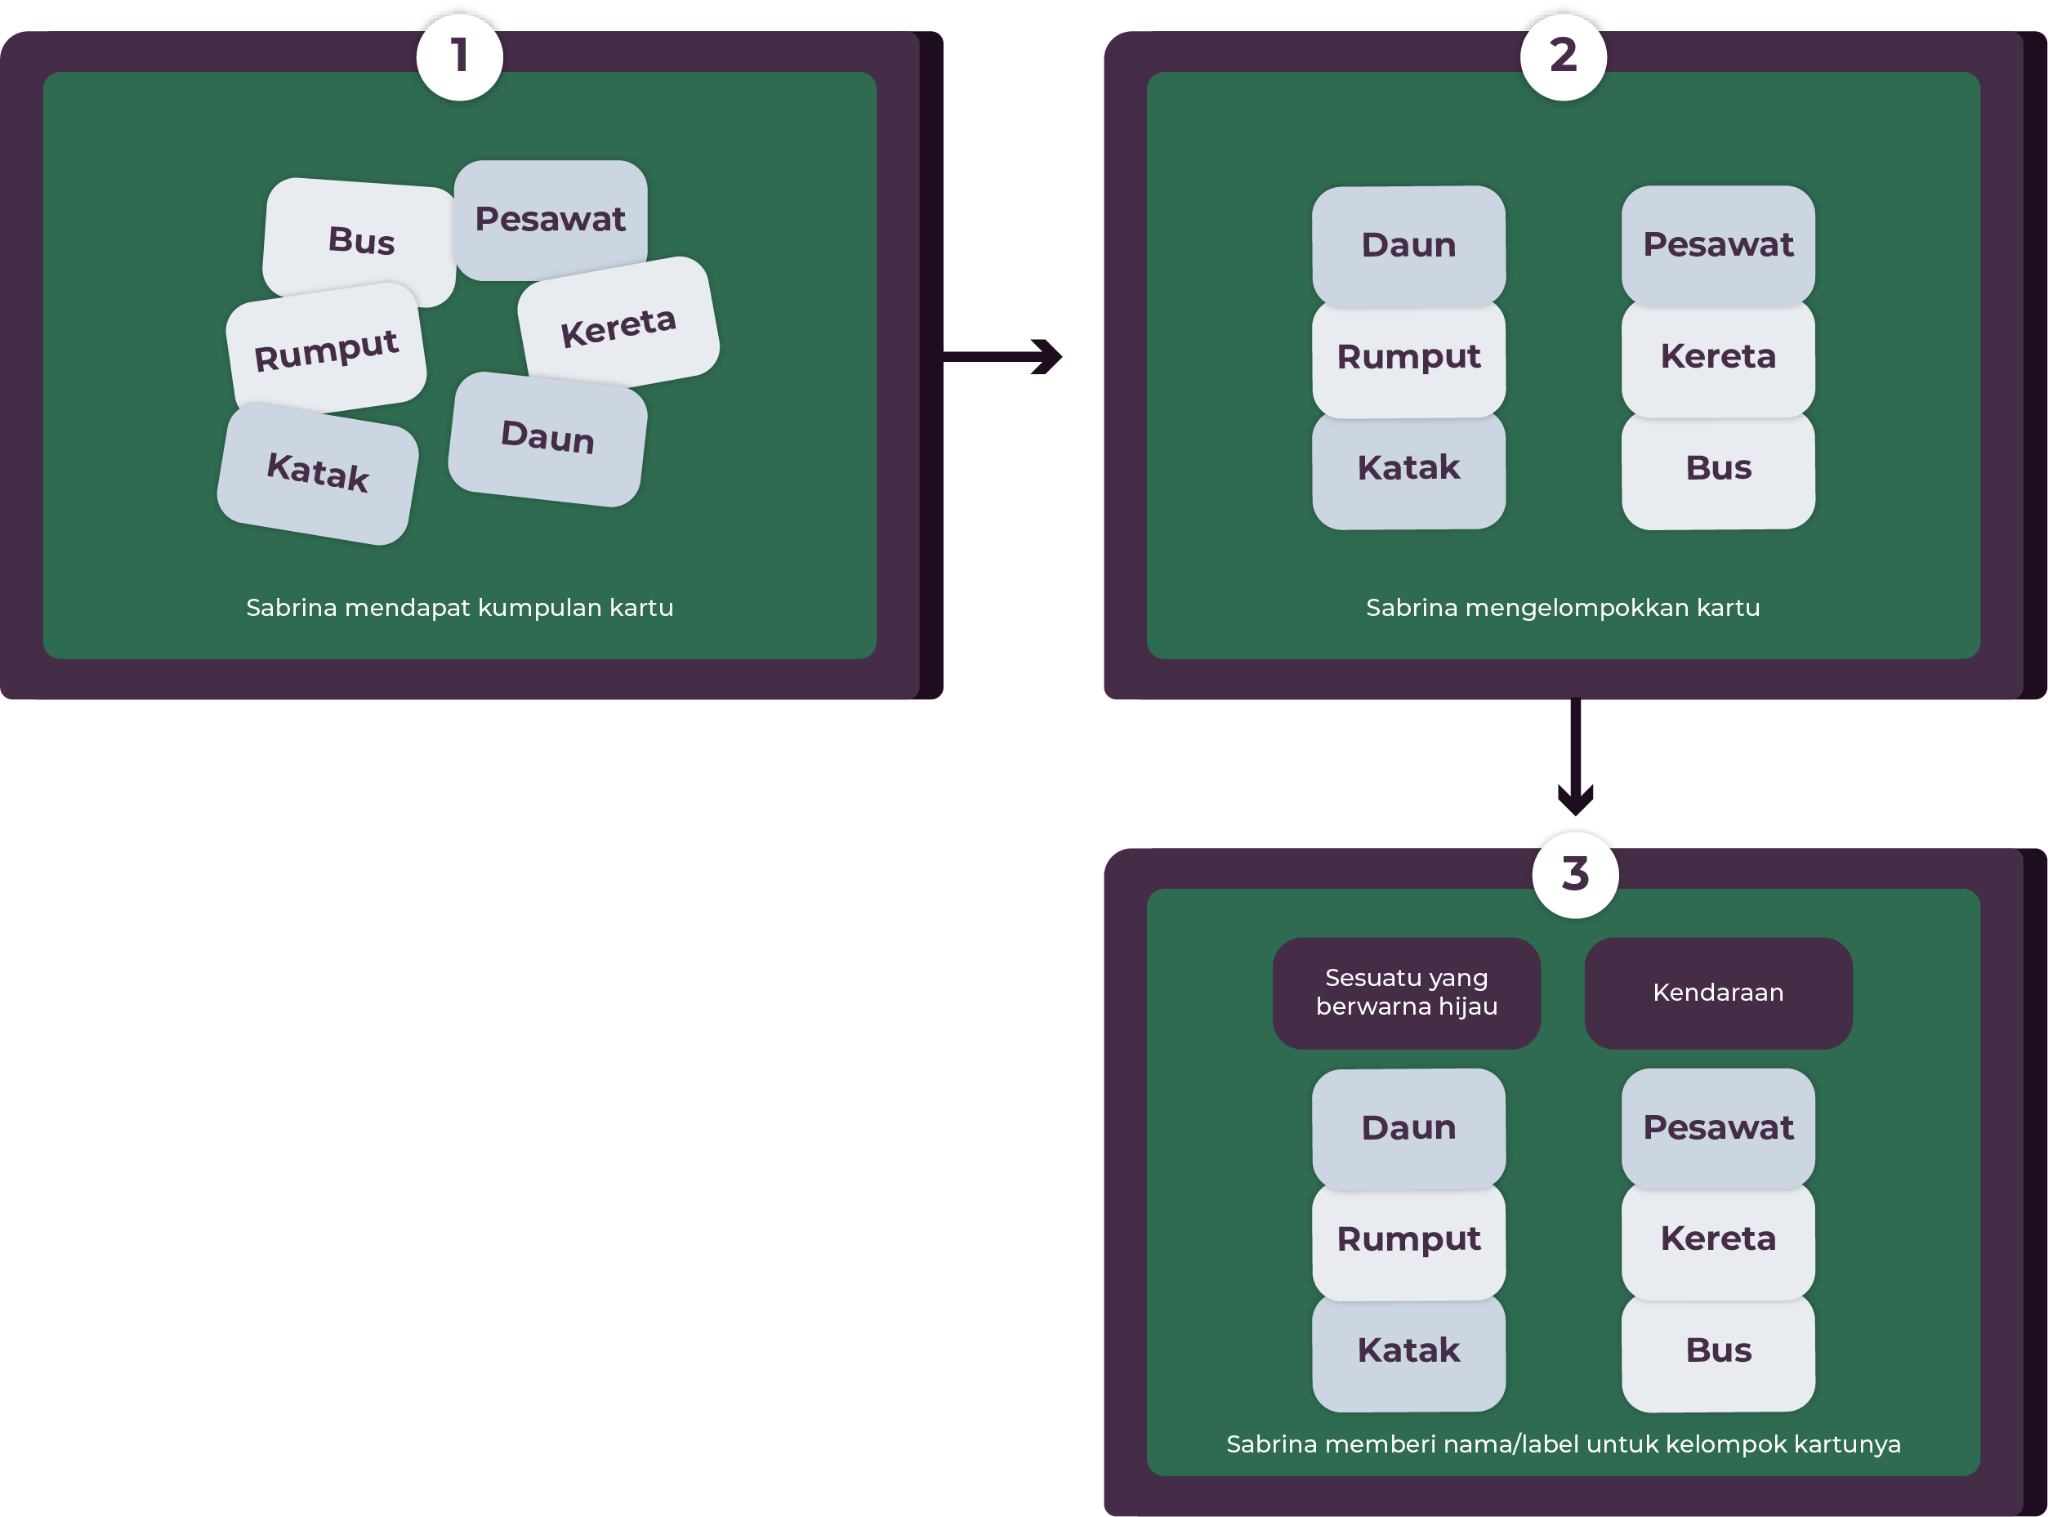 1
Bus
Pesawat
Rumput
Kereta
Katak
Daun
Sabrina mendapat kumpulan kartu
2
Daun
Rumput
Katak
Pesawat
Kereta
Bus
Sabrina mengelompokkan kartu
3
Sesuatu yang
berwarna hijau
Daun
Rumput
Katak
Kendaraan
Pesawat
Kereta
Bus
Sabrina memberi nama/label untuk kelompok kartunya